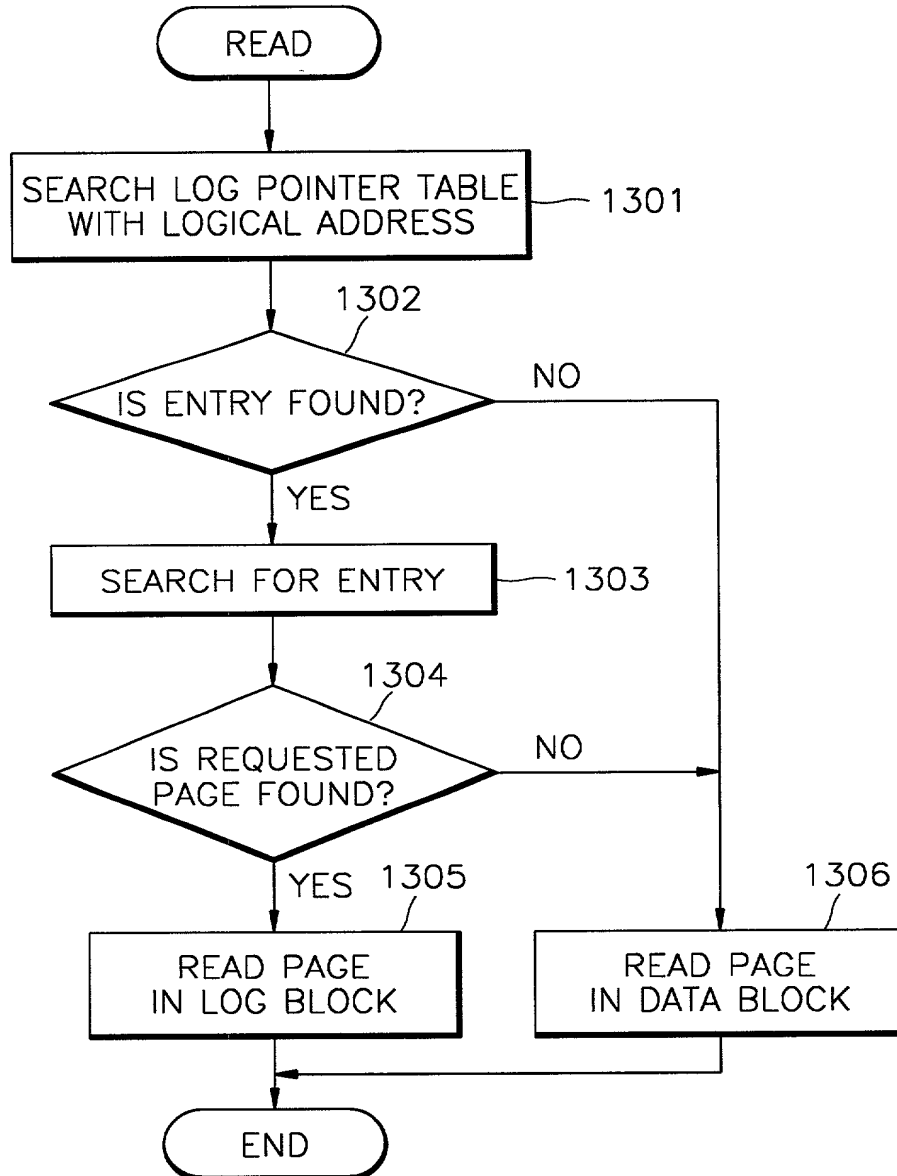 READ
SEARCH LOG POINTER TABLE
WITH LOGICAL ADDRESS
1301
1302
IS ENTRY FOUND?
NO
YES
SEARCH FOR ENTRY
1303
1304
IS REQUESTED
PAGE FOUND?
NO
YES
1305
1306
READ PAGE
IN LOG BLOCK
READ PAGE
IN DATA BLOCK
END